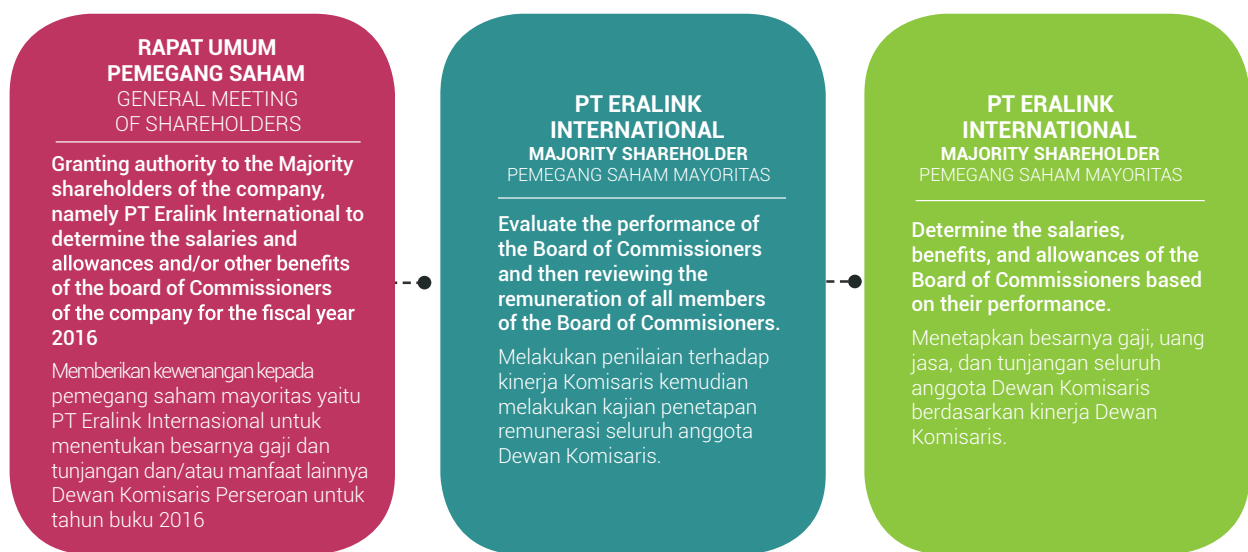 RAPAT UMUM
PEMEGANG SAHAM
GENERAL MEETING
OF SHAREHOLDERS
Granting authority to the Majority
shareholders of the company,
namely PT Eralink International to
determine the salaries and
allowances and/or other benefits
of the board of Commissioners
of the company for the fiscal year
2016
Memberikan kewenangan kepada
pemegang saham mayoritas yaitu
PT Eralink Internasional untuk
menentukan besarnya gaji dan
tunjangan dan/atau manfaat lainnya
Dewan Komisaris Perseroan untuk
tahun buku 2016
PT ERALINK
INTERNATIONAL
MAJORITY SHAREHOLDER
PEMEGANG SAHAM MAYORITAS
Evaluate the performance of
the Board of Commissioners
and then reviewing the
remuneration of all members
of the Board of Commisioners.
Melakukan penilaian terhadap
kinerja Komisaris kemudian
melakukan kajian penetapan
remunerasi seluruh anggota
Dewan Komisaris.
PT ERALINK
INTERNATIONAL
MAJORITY SHAREHOLDER
PEMEGANG SAHAM MAYORITAS
Determine the salaries,
benefits, and allowances of the
Board of Commissioners based
on their performance.
Menetapkan besarnya gaji, uang
jasa, dan tunjangan seluruh
anggota Dewan Komisaris
berdasarkan kinerja Dewan
Komisaris.